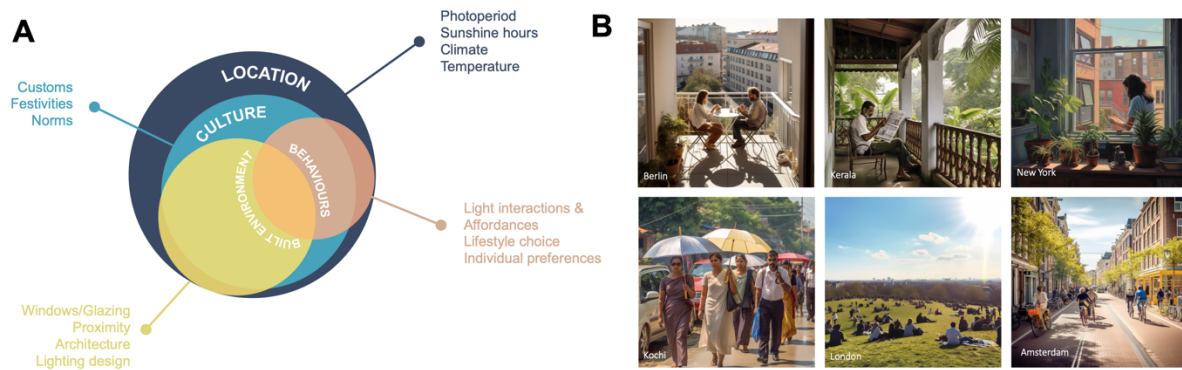 A
LOCATION
CULTURE
BEHAVIOURS
BUILT ENVIRONMENT
Photoperiod
Sunshine hours
Climate
Temperature
Customs
Festivities
Norms
Light interactions &
Affordances
Lifestyle choice
Individual preferences
Windows/Glazing
Proximity
Architecture
Lighting design
B
Berlin
Kerala
New York
Kochi
London
Amsterdam